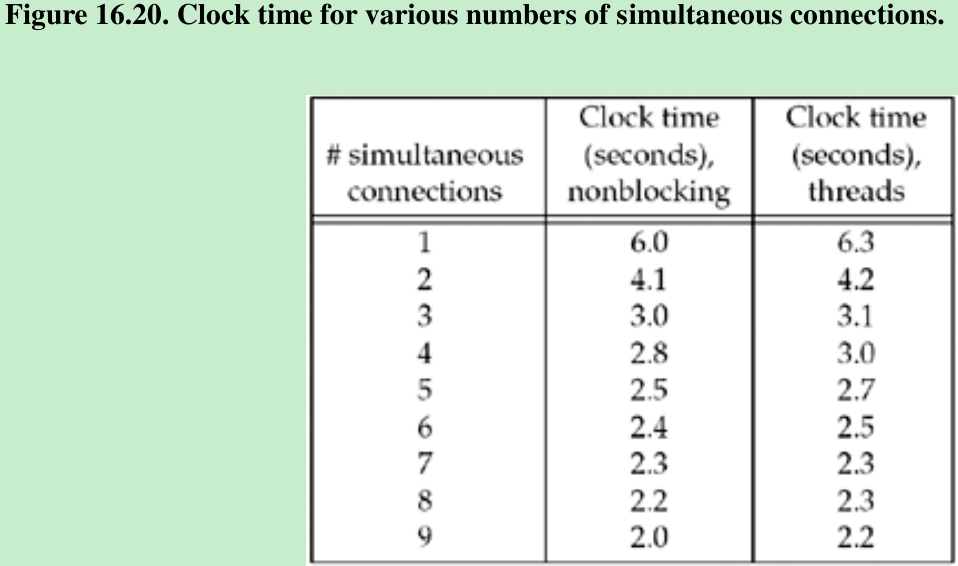 Figure 16.20. Clock time for various numbers of simultaneous connections.
# simultaneous connections | Clock time (seconds), nonblocking | Clock time (seconds), threads
1 6.0 6.3
2 4.1 4.2
3 3.0 3.1
4 2.8 3.0
5 2.5 2.7
6 2.4 2.5
7 2.3 2.3
8 2.2 2.3
9 2.0 2.2